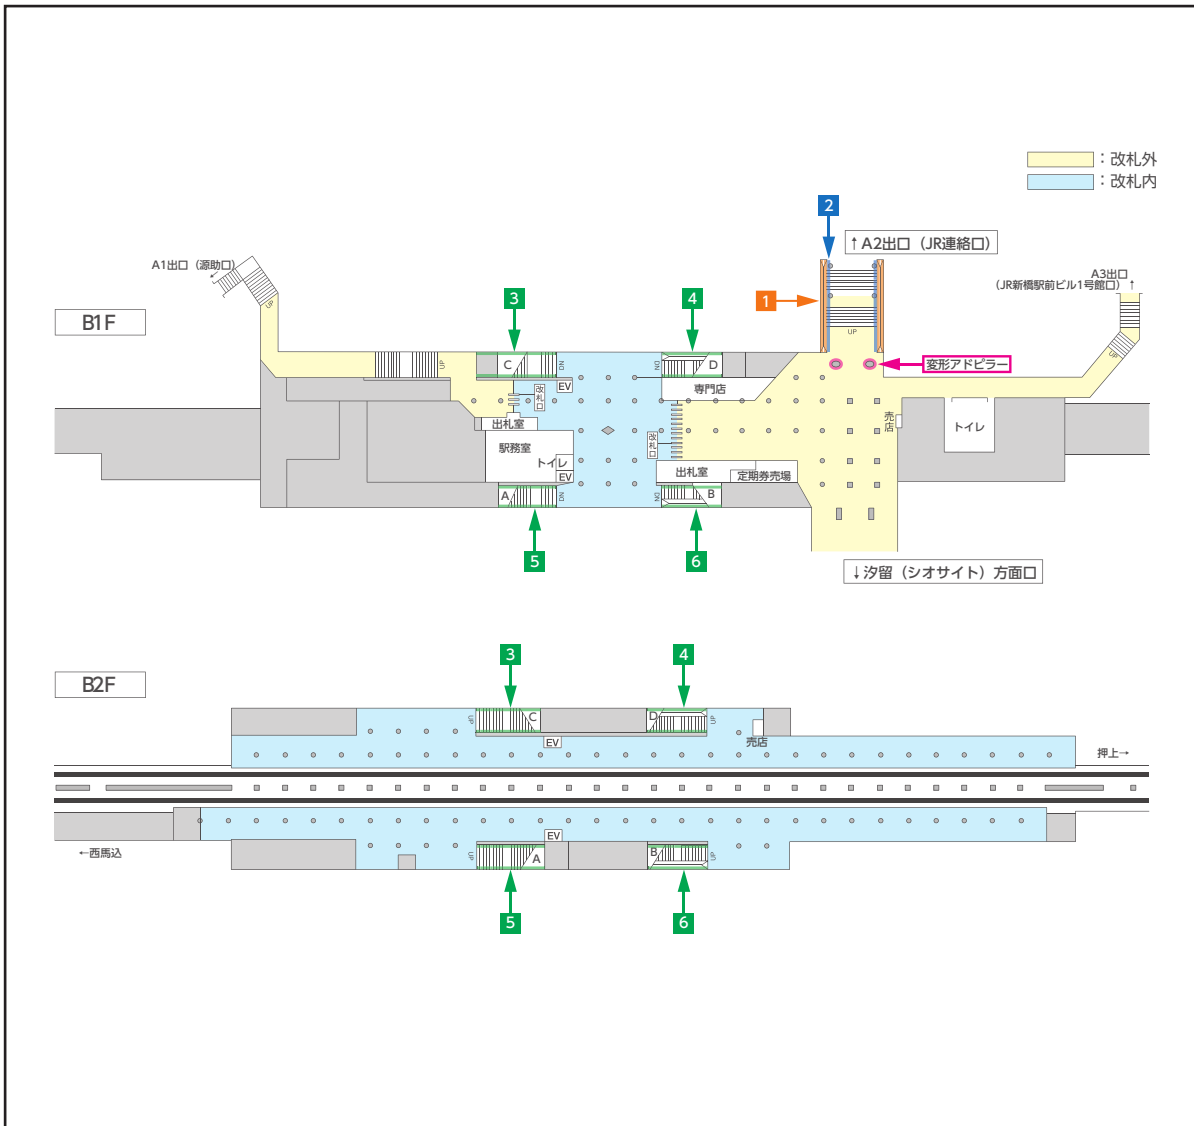 ：改札外
：改札内
2
↑A2出口（JR連絡口）
A1出口（源助口）
A3出口
（JR新橋駅前ビル1号館口）↑
1
3
4
B1F
UP
UP
UP
UP
C
DN
EV
改札口
DN
D
専門店
変形アドピラー
売店
トイレ
出札室
駅務室
トイレ
EV
改札口
出札室
定期券売場
A
DN
DN
B
5
6
↓汐留（シオサイト）方面口
3
4
B2F
UP
C
EV
D
UP
売店
押上→
←西馬込
UP
A
EV
B
UP
5
6